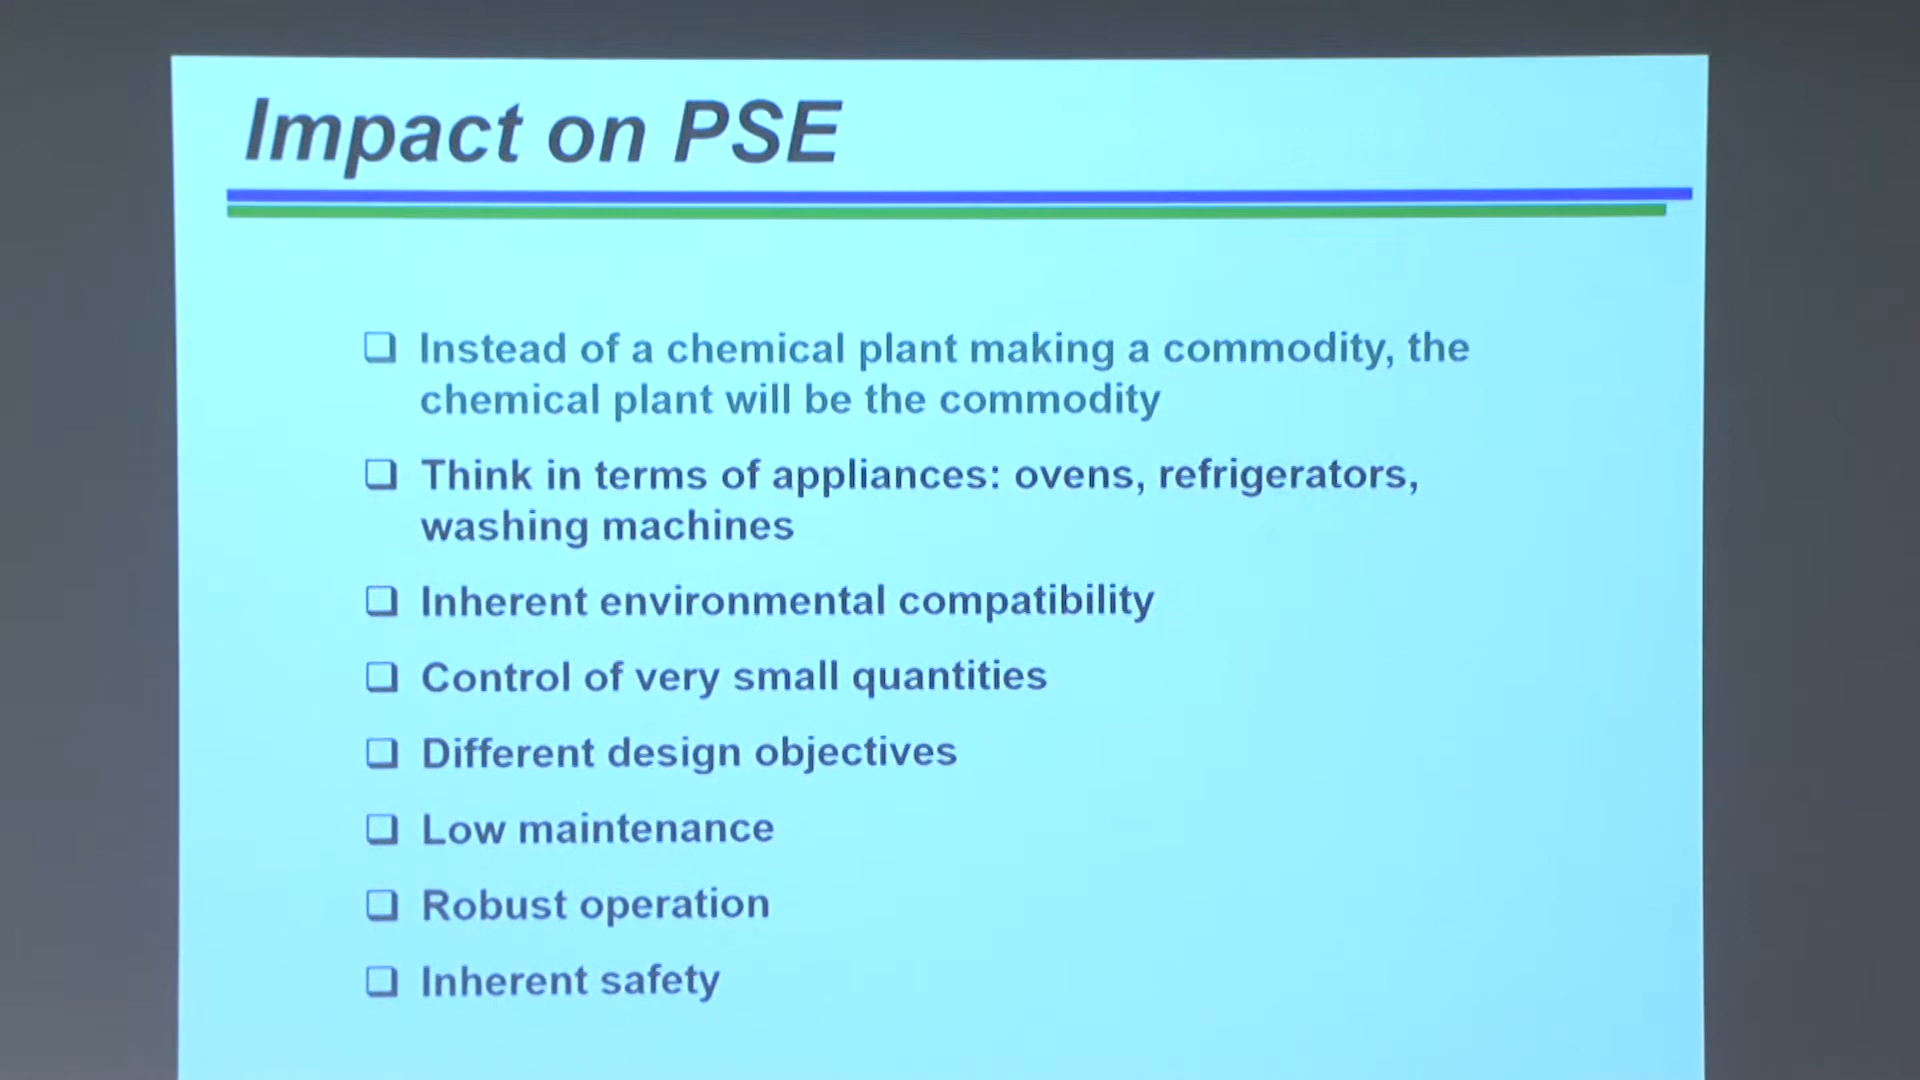 Impact on PSE
❑ Instead of a chemical plant making a commodity, the
chemical plant will be the commodity
❑ Think in terms of appliances: ovens, refrigerators,
washing machines
❑ Inherent environmental compatibility
❑ Control of very small quantities
❑ Different design objectives
❑ Low maintenance
❑ Robust operation
❑ Inherent safety